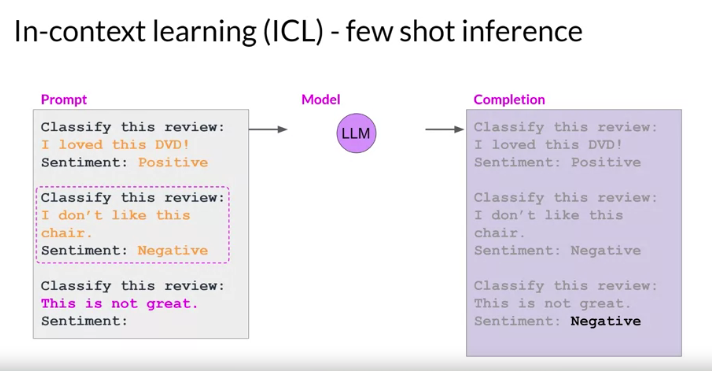 In-context learning (ICL) - few shot inference
Prompt
Classify this review:
I loved this DVD!
Sentiment: Positive
Classify this review:
I don't like this
chair.
Sentiment: Negative
Classify this review:
This is not great.
Sentiment:
Model
LLM
Completion
Classify this review:
I loved this DVD!
Sentiment: Positive
Classify this review:
I don't like this
chair.
Sentiment: Negative
Classify this review:
This is not great.
Sentiment: Negative